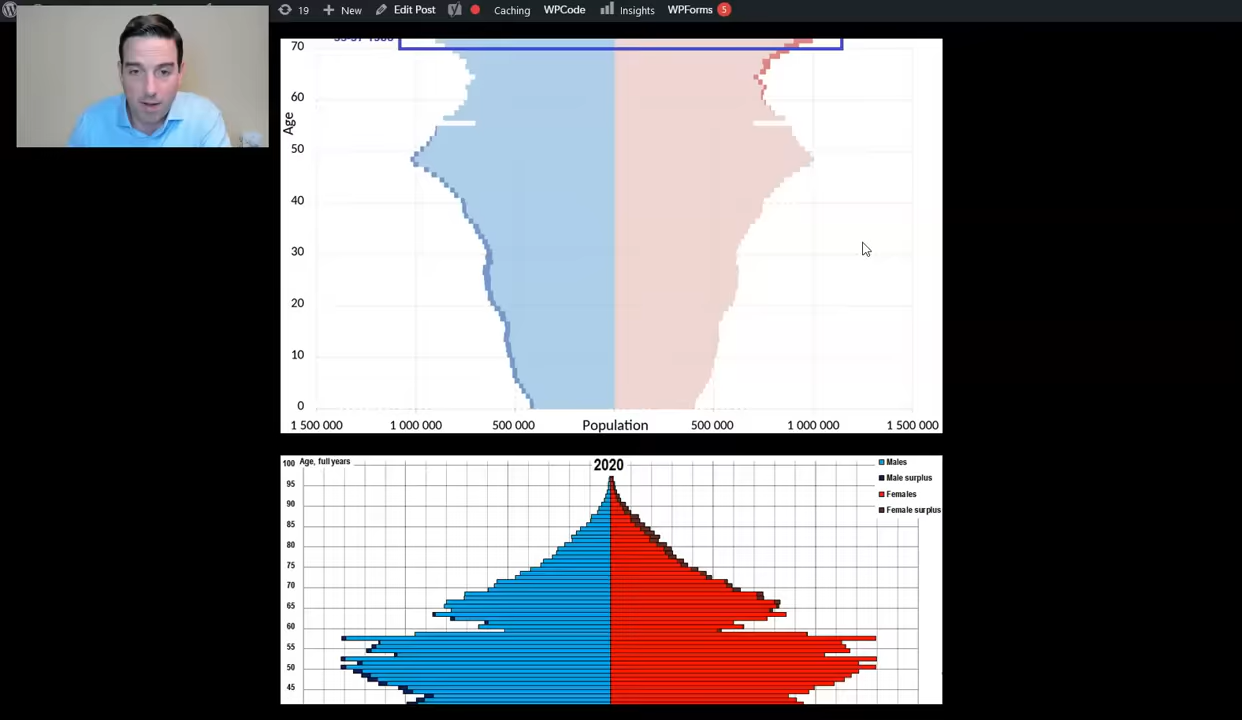 19 New Edit Post Caching WPCode Insights WPForms 5
70
60
Age
50
40
30
20
10
0
1 500 000 1 000 000 500 000 Population 500 000 1 000 000 1 500 000
100 Age, full years 2020 Males
95 Male surplus
90 Females
85 Female surplus
80
75
70
65
60
55
50
45